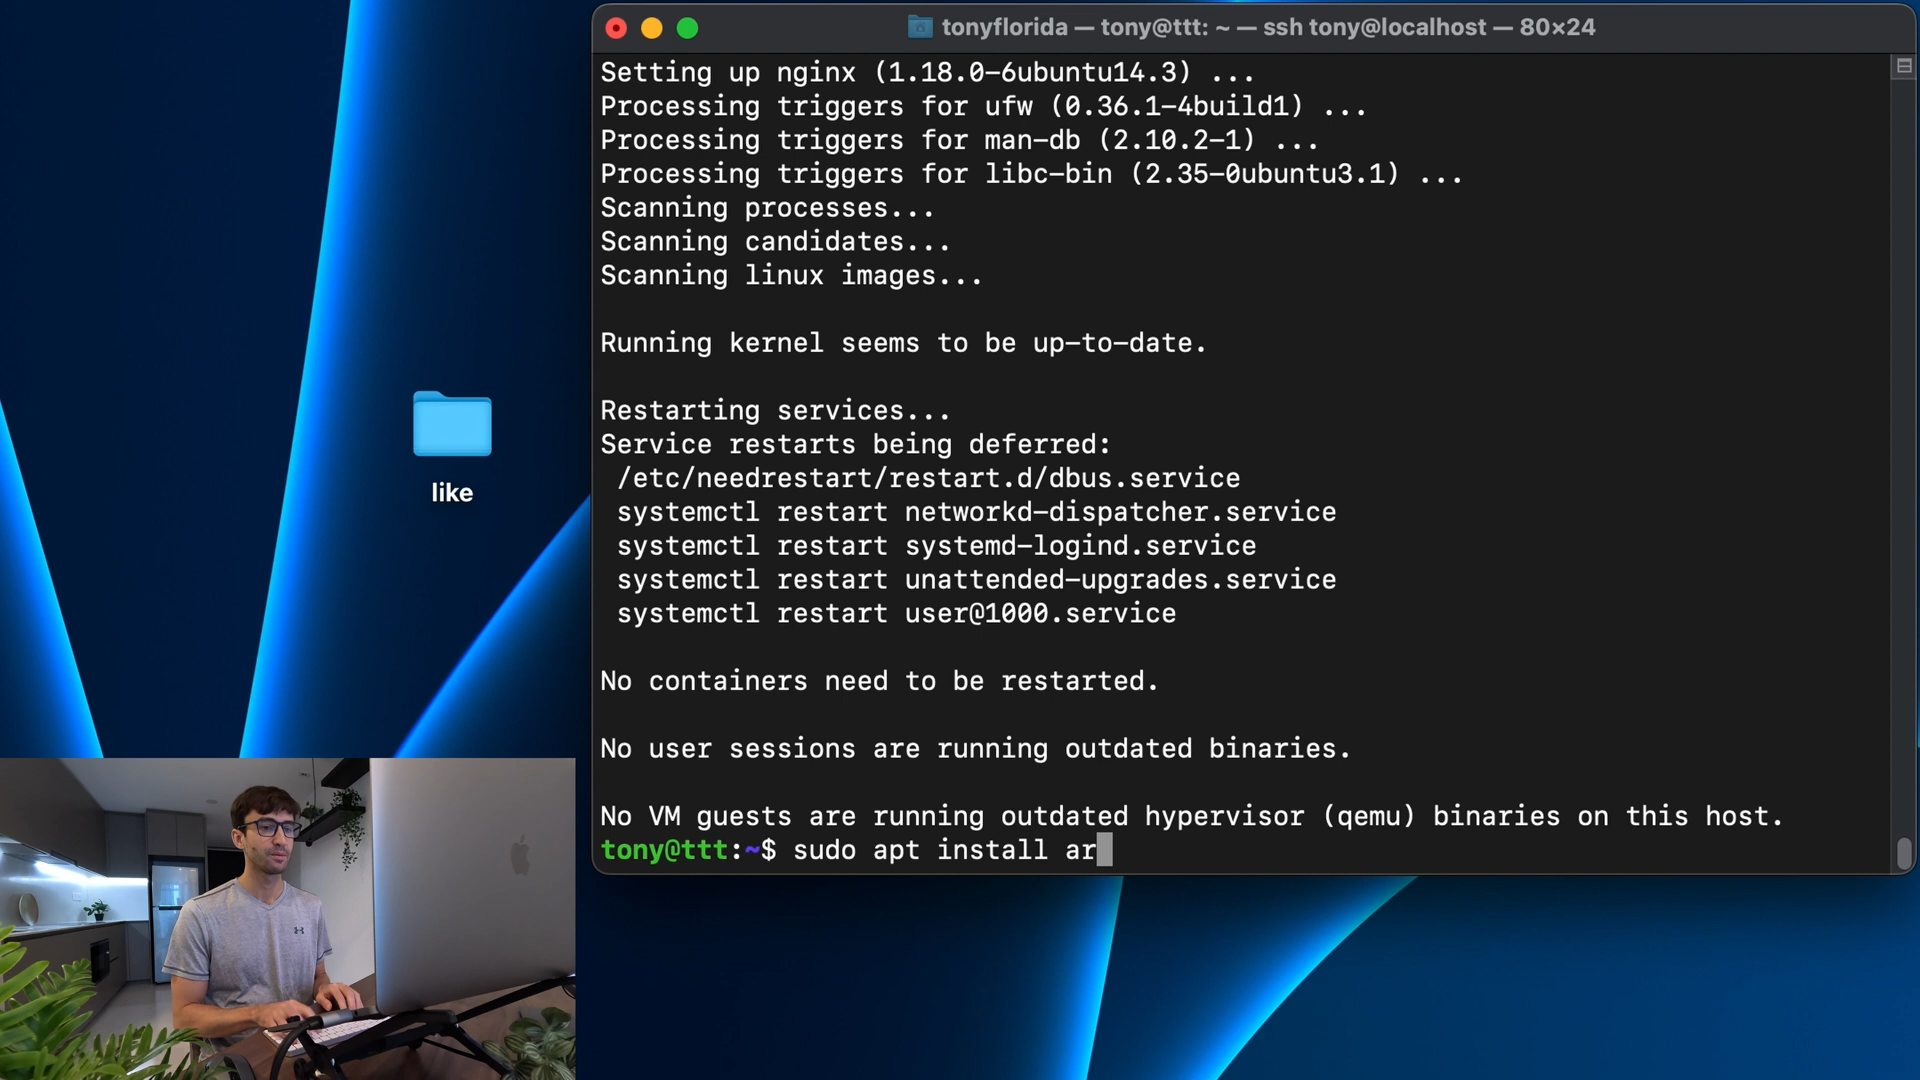 tonyflorida — tony@ttt: ~ — ssh tony@localhost — 80×24
Setting up nginx (1.18.0-6ubuntu14.3) ...
Processing triggers for ufw (0.36.1-4build1) ...
Processing triggers for man-db (2.10.2-1) ...
Processing triggers for libc-bin (2.35-0ubuntu3.1) ...
Scanning processes...
Scanning candidates...
Scanning linux images...
Running kernel seems to be up-to-date.
Restarting services...
Service restarts being deferred:
/etc/needrestart/restart.d/dbus.service
systemctl restart networkd-dispatcher.service
systemctl restart systemd-logind.service
systemctl restart unattended-upgrades.service
systemctl restart user@1000.service
No containers need to be restarted.
No user sessions are running outdated binaries.
No VM guests are running outdated hypervisor (qemu) binaries on this host.
tony@ttt:~$ sudo apt install ar
like